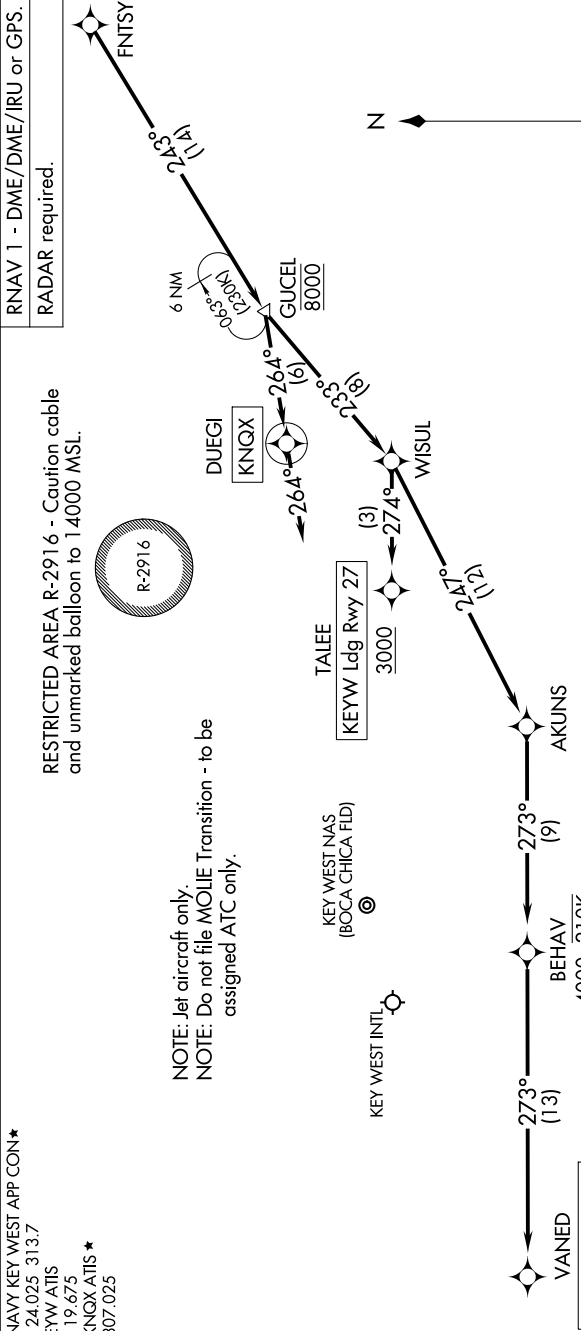 NAVY KEY WEST APP CON★
24.025 313.7
EYW ATIS
19.675
KNQX ATIS ★
307.025
RESTRICTED AREA R-2916 - Caution cable
and unmarked balloon to 14000 MSL.
RNAV 1 - DME/DME/IRU or GPS.
RADAR required.
R-2916
NOTE: Jet aircraft only.
NOTE: Do not file MOLIE Transition - to be
assigned ATC only.
FNTSY
243°
(14)
6 NM
063°
(230K)
GUCEL
8000
264°
(6)
DUEGI
KNQX
264°
233°
(8)
WISUL
(3)
274°
TALEE
KEYW Ldg Rwy 27
3000
247°
(12)
AKUNS
273°
(9)
BEHAV
273°
(13)
VANED
KEY WEST NAS
(BOCA CHICA FLD)
KEY WEST INTL
N